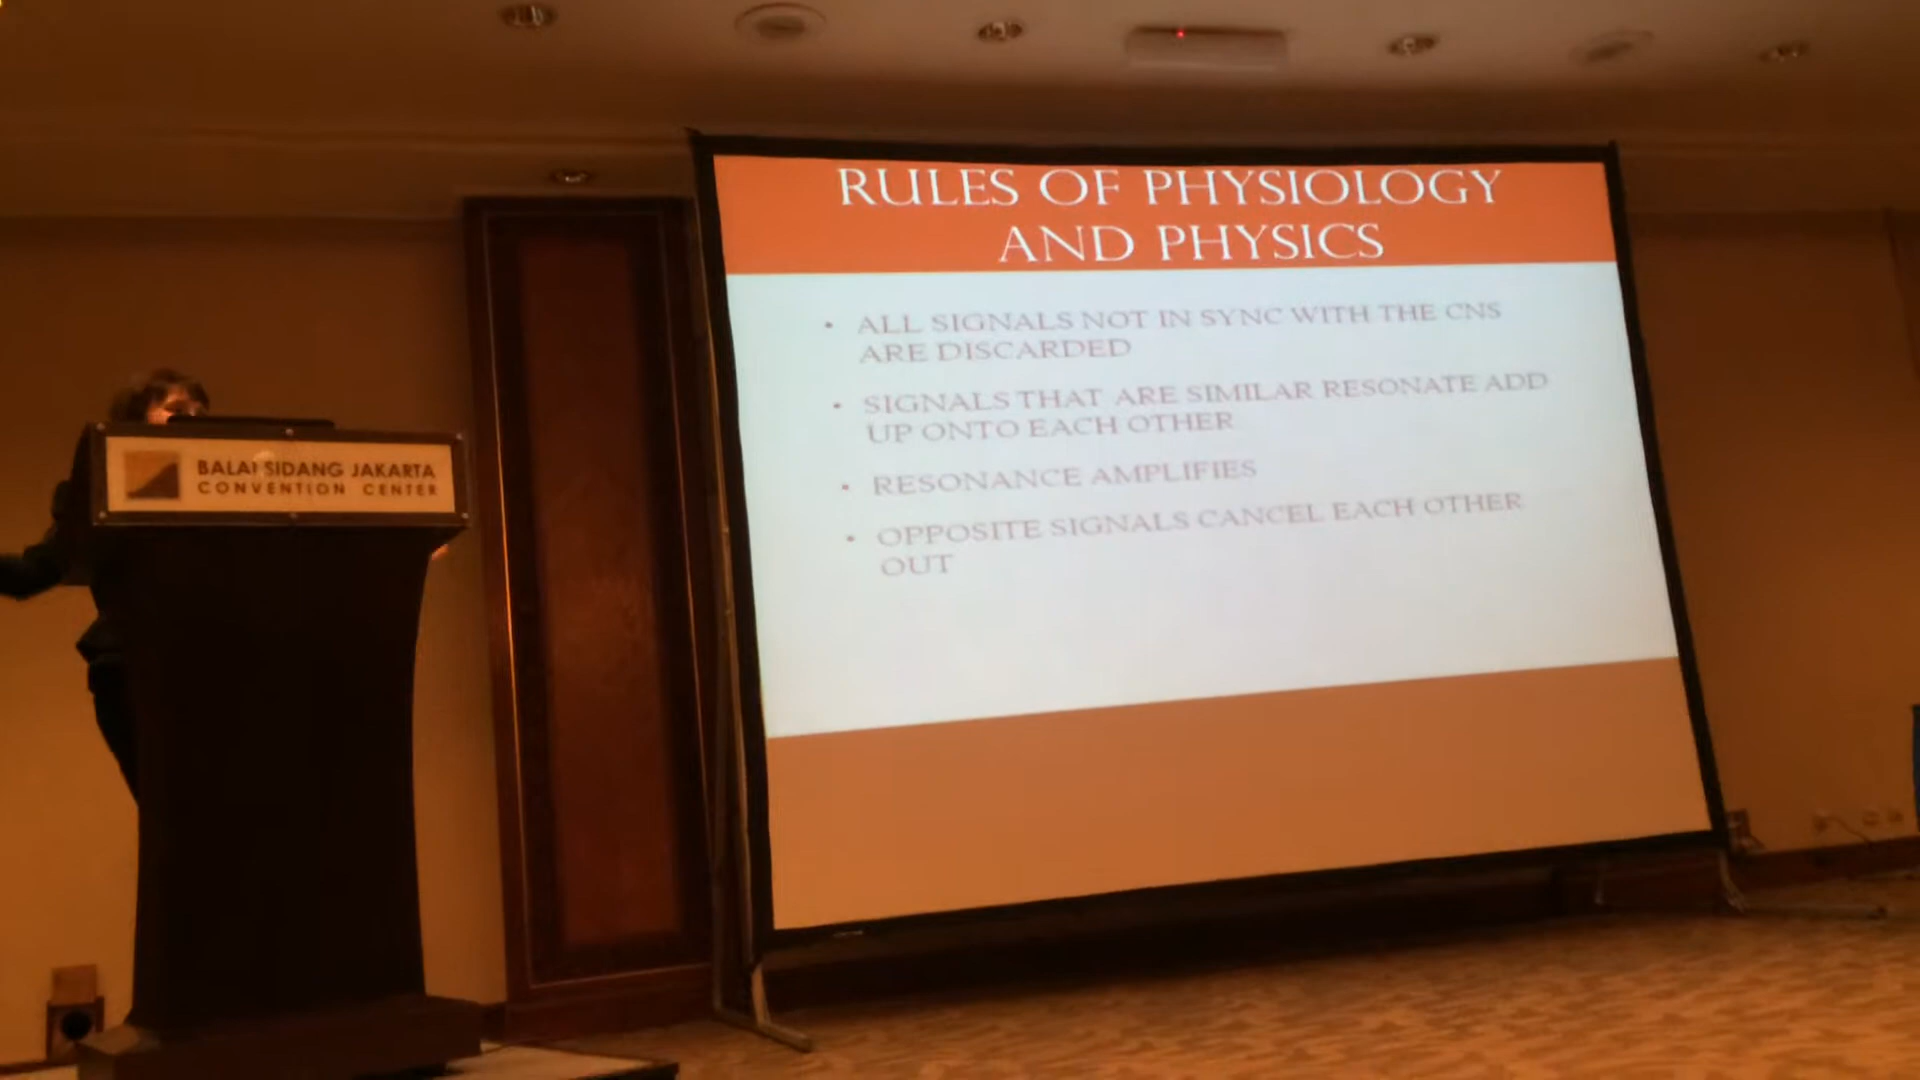 RULES OF PHYSIOLOGY
AND PHYSICS
• ALL SIGNALS NOT IN SYNC WITH THE CNS
ARE DISCARDED
• SIGNALS THAT ARE SIMILAR RESONATE ADD
UP ONTO EACH OTHER
• RESONANCE AMPLIFIES
• OPPOSITE SIGNALS CANCEL EACH OTHER
OUT
BALAI SIDANG JAKARTA
CONVENTION CENTER